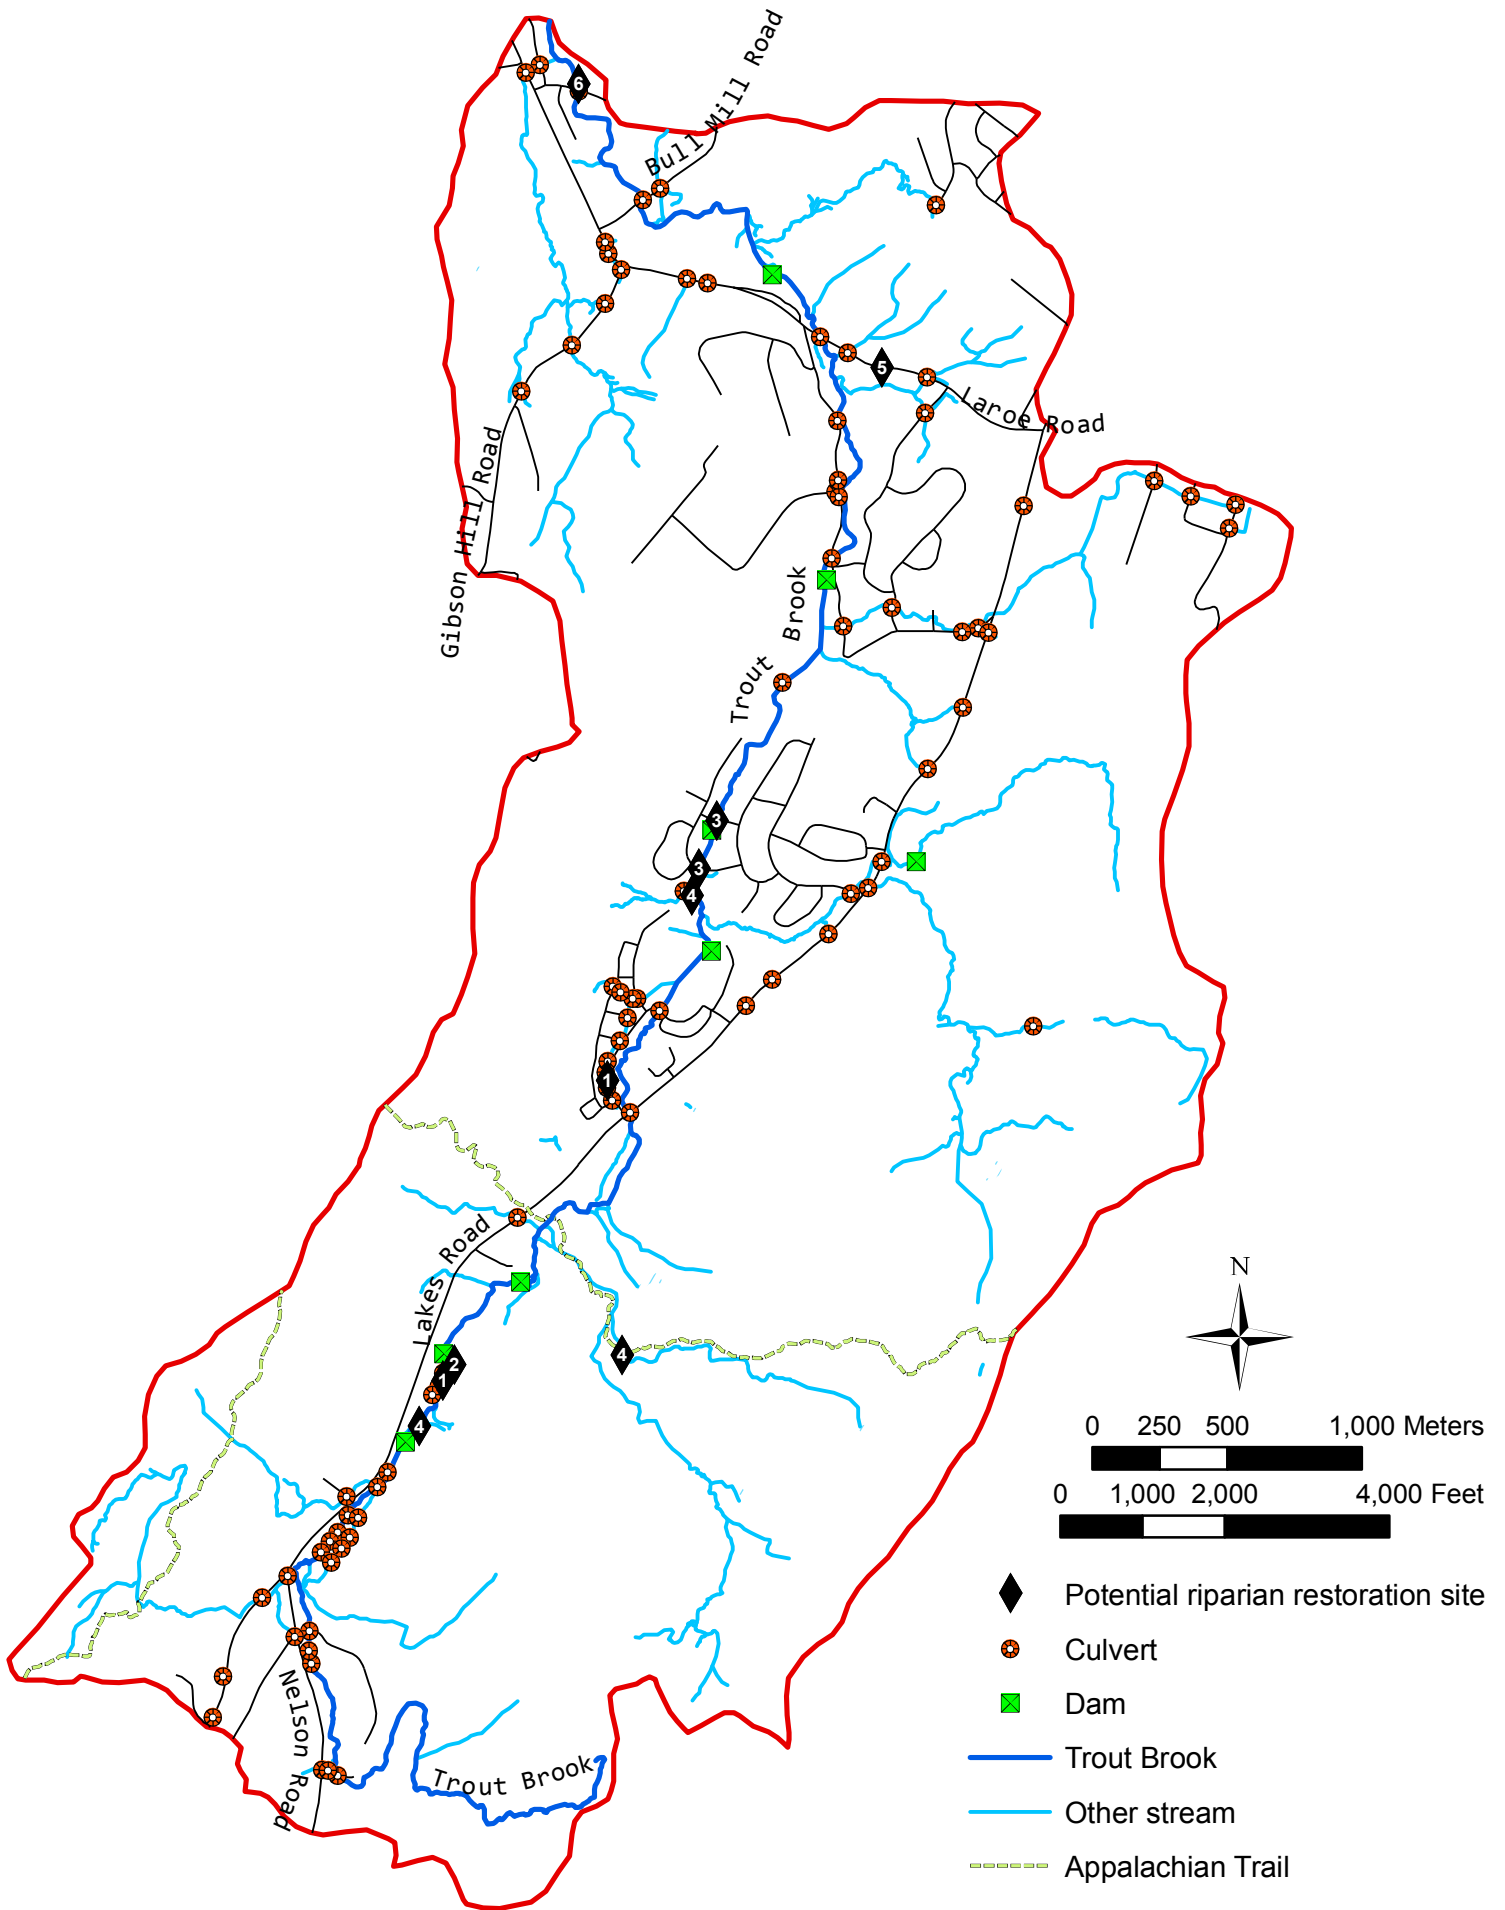 6
Bull Mill Road
5
Laroe Road
Gibson Hill Road
Trout Brook
3
3
4
1
Lakes Road
4
2
1
4
Nelson Road
Trout Brook
N
0 250 500 1,000 Meters
0 1,000 2,000 4,000 Feet
Potential riparian restoration site
Culvert
Dam
Trout Brook
Other stream
Appalachian Trail